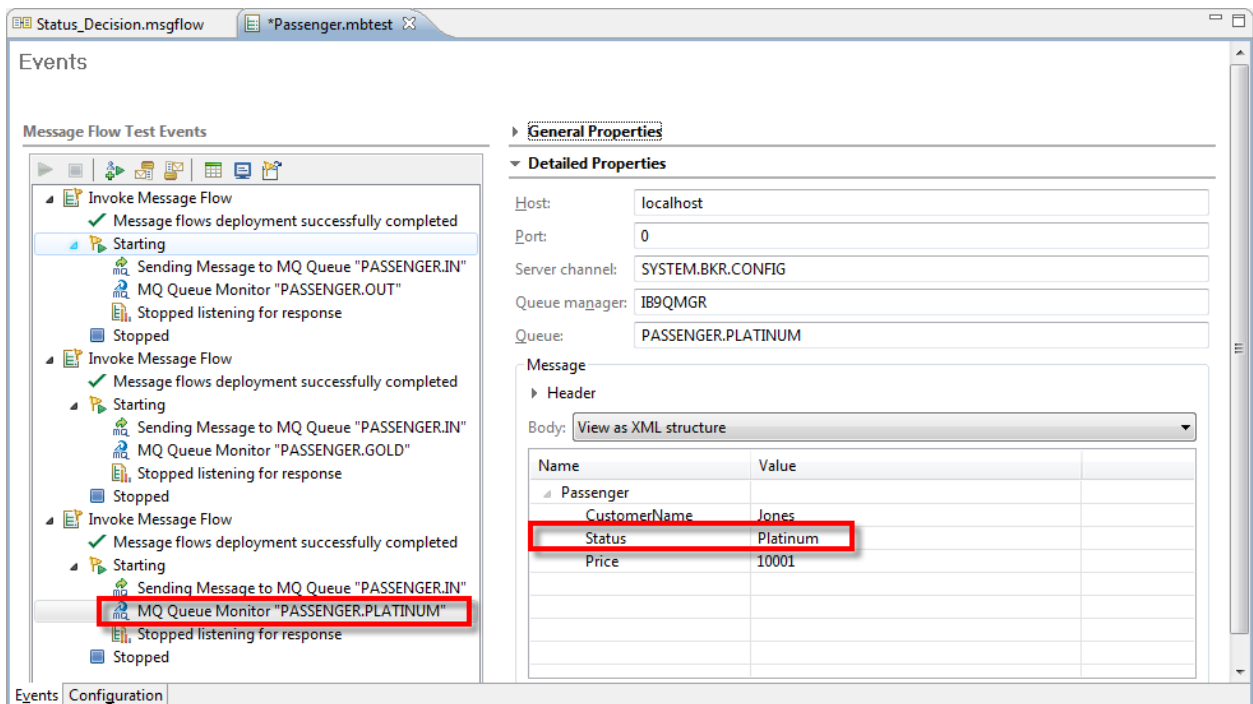 Status_Decision.msgflow
*Passenger.mbtest
Events
Message Flow Test Events
Invoke Message Flow
Message flows deployment successfully completed
Starting
Sending Message to MQ Queue "PASSENGER.IN"
MQ Queue Monitor "PASSENGER.OUT"
Stopped listening for response
Stopped
Invoke Message Flow
Message flows deployment successfully completed
Starting
Sending Message to MQ Queue "PASSENGER.IN"
MQ Queue Monitor "PASSENGER.GOLD"
Stopped listening for response
Stopped
Invoke Message Flow
Message flows deployment successfully completed
Starting
Sending Message to MQ Queue "PASSENGER.IN"
MQ Queue Monitor "PASSENGER.PLATINUM"
Stopped listening for response
Stopped
General Properties
Detailed Properties
Host: localhost
Port: 0
Server channel: SYSTEM.BKR.CONFIG
Queue manager: IB9QMGR
Queue: PASSENGER.PLATINUM
Message
Header
Body: View as XML structure
Name Value
Passenger
CustomerName Jones
Status Platinum
Price 10001
Events Configuration